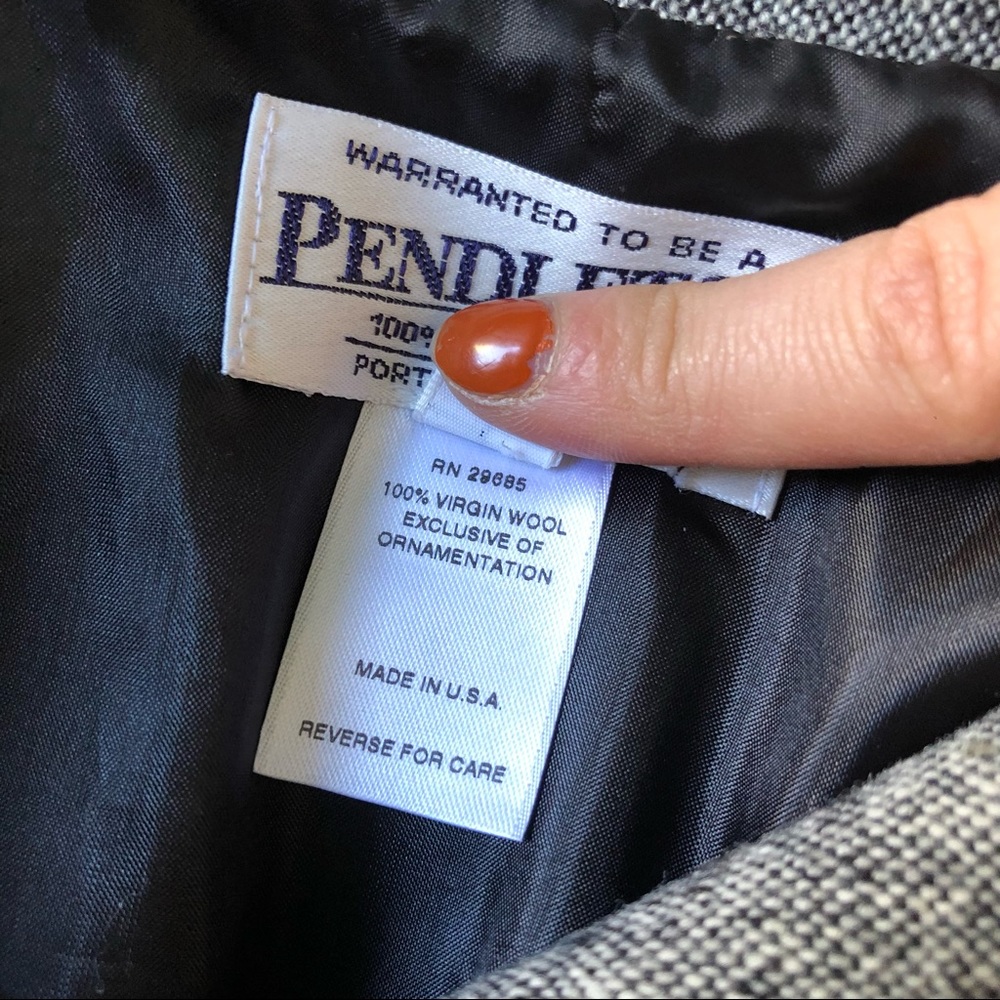 WARRANTED TO BE A
PENDLET
100%
PORT
RN 29685
100% VIRGIN WOOL
EXCLUSIVE OF
ORNAMENTATION
MADE IN U.S.A.
REVERSE FOR CARE